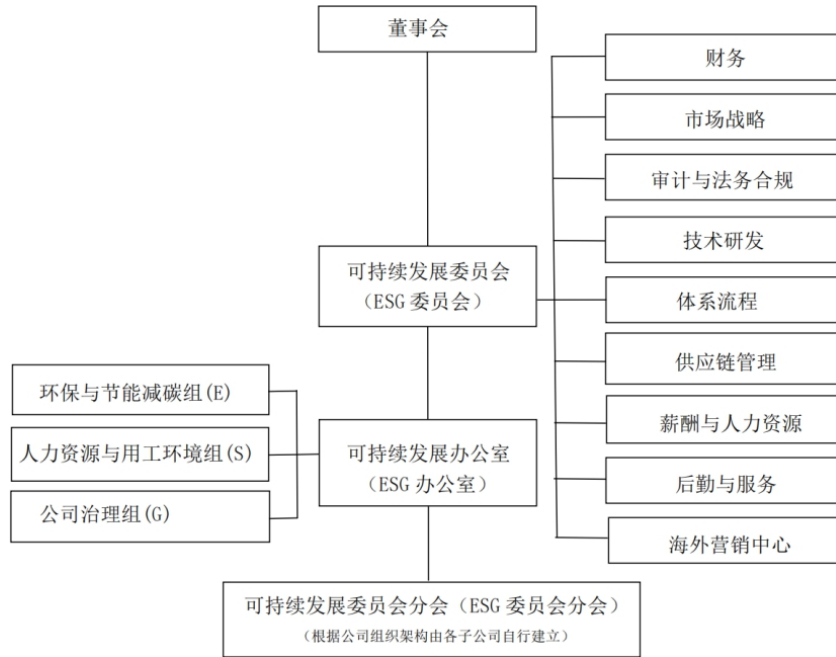 董事会
财务
市场战略
审计与法务合规
技术研发
可持续发展委员会
（ESG 委员会）
体系流程
供应链管理
环保与节能减碳组(E)
薪酬与人力资源
人力资源与用工环境组(S)
可持续发展办公室
（ESG 办公室）
后勤与服务
公司治理组(G)
海外营销中心
可持续发展委员会分会（ESG 委员会分会）
（根据公司组织架构由各子公司自行建立）